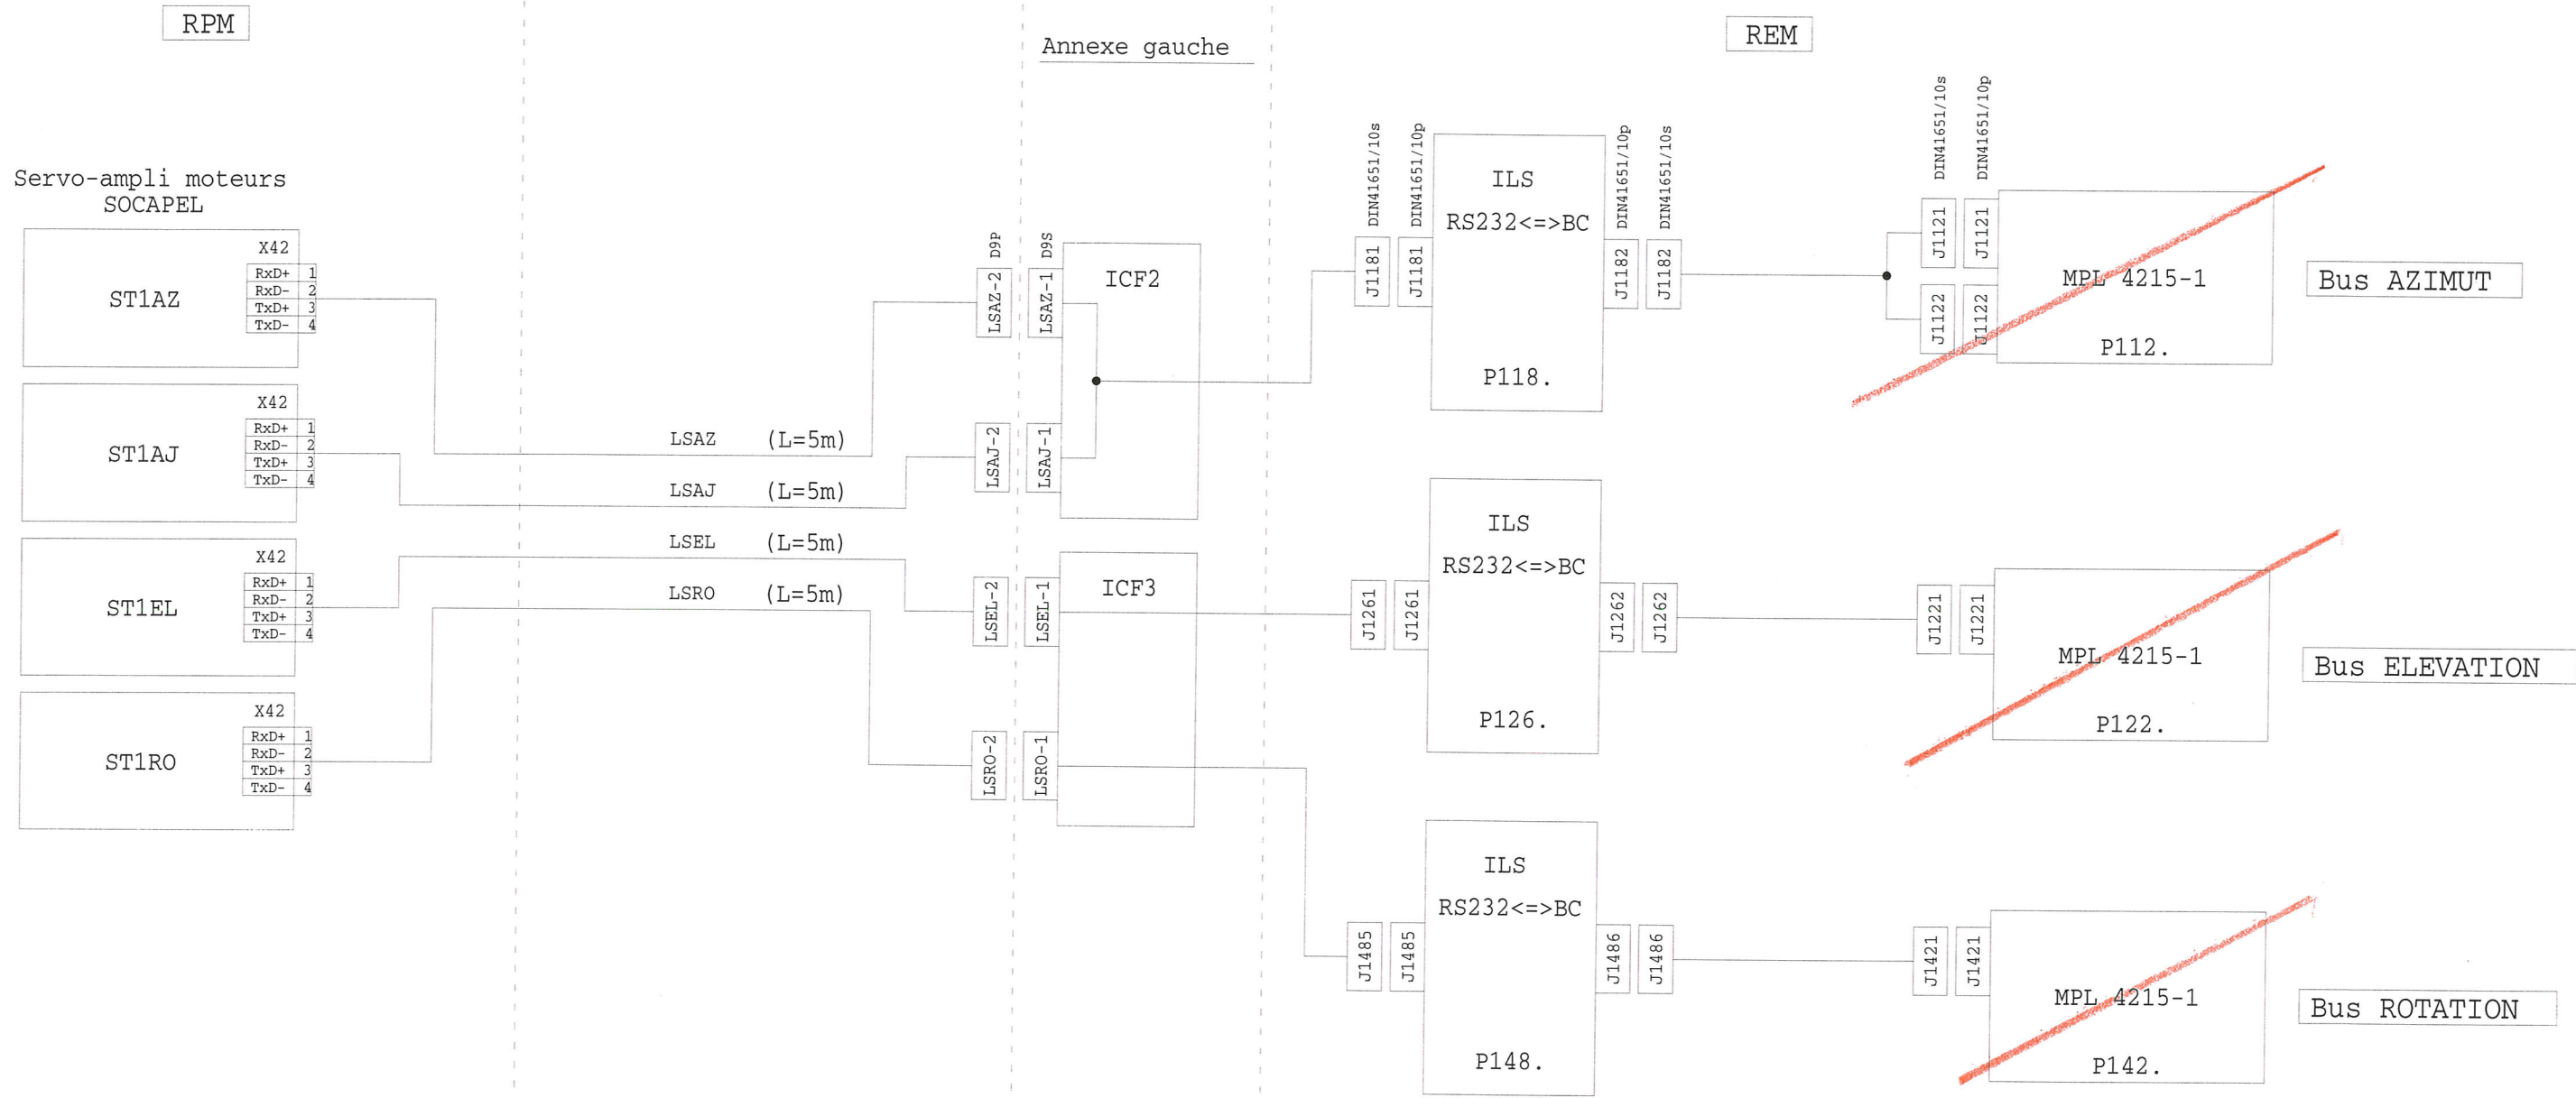 RPM
Annexe gauche
REM
Servo-ampli moteurs
SOCAPEL
ST1AZ
X42
RxD+ 1
RxD- 2
TxD+ 3
TxD- 4
ST1AJ
X42
RxD+ 1
RxD- 2
TxD+ 3
TxD- 4
ST1EL
X42
RxD+ 1
RxD- 2
TxD+ 3
TxD- 4
ST1RO
X42
RxD+ 1
RxD- 2
TxD+ 3
TxD- 4
LSAZ (L=5m)
LSAJ (L=5m)
LSEL (L=5m)
LSRO (L=5m)
D9P
D9S
LSAZ-2
LSAZ-1
LSAJ-2
LSAJ-1
ICF2
LSEL-2
LSEL-1
LSRO-2
LSRO-1
ICF3
DIN41651/10s
DIN41651/10p
J1181
J1181
ILS
RS232<=>BC
P118.
DIN41651/10p
DIN41651/10s
J1182
J1182
DIN41651/10s
DIN41651/10p
J1121
J1121
J1122
J1122
MPL 4215-1
P112.
Bus AZIMUT
J1261
J1261
ILS
RS232<=>BC
P126.
J1262
J1262
J1221
J1221
MPL 4215-1
P122.
Bus ELEVATION
J1485
J1485
ILS
RS232<=>BC
P148.
J1486
J1486
J1421
J1421
MPL 4215-1
P142.
Bus ROTATION